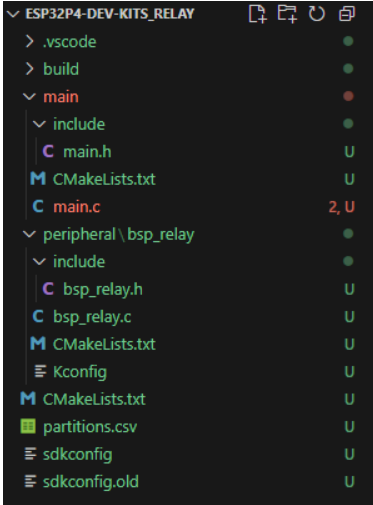 ESP32P4-DEV-KITS_RELAY
.vscode
build
main
include
C main.h U
M CMakeLists.txt U
C main.c 2, U
peripheral\bsp_relay
include
C bsp_relay.h U
C bsp_relay.c U
M CMakeLists.txt U
Kconfig U
M CMakeLists.txt U
partitions.csv U
sdkconfig U
sdkconfig.old U